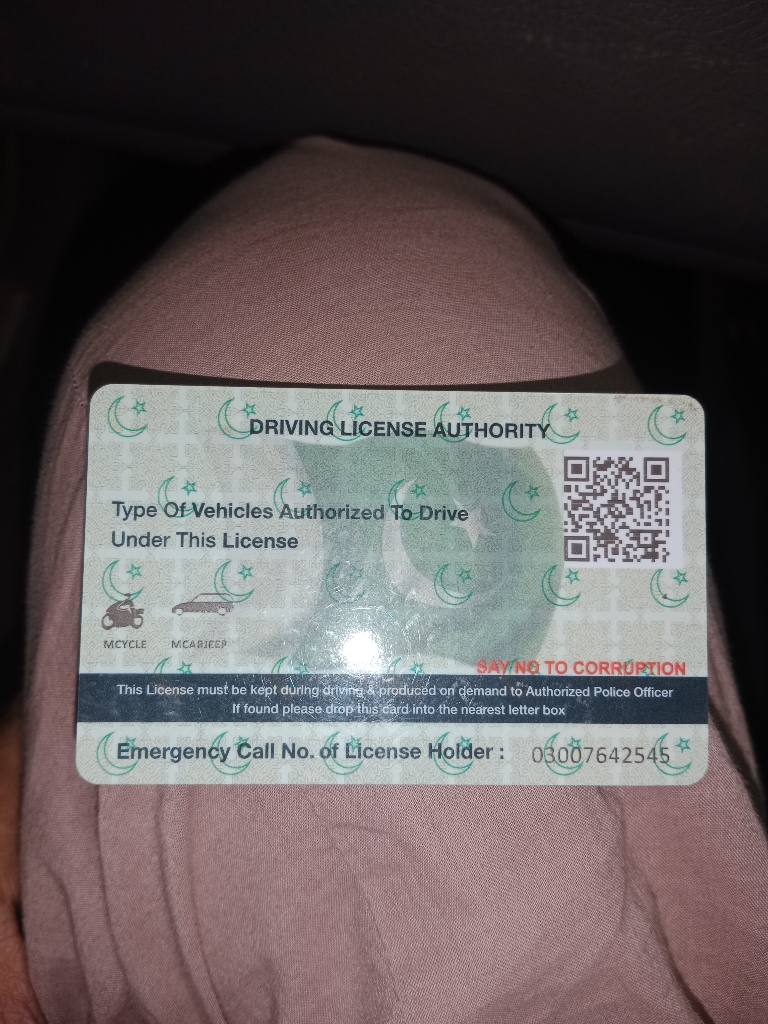 DRIVING LICENSE AUTHORITY
Type Of Vehicles Authorized To Drive
Under This License
MCYCLE MCARJEEP
SAY NO TO CORRUPTION
This License must be kept during driving & produced on demand to Authorized Police Officer
If found please drop this card into the nearest letter box
Emergency Call No. of License Holder : 03007642545